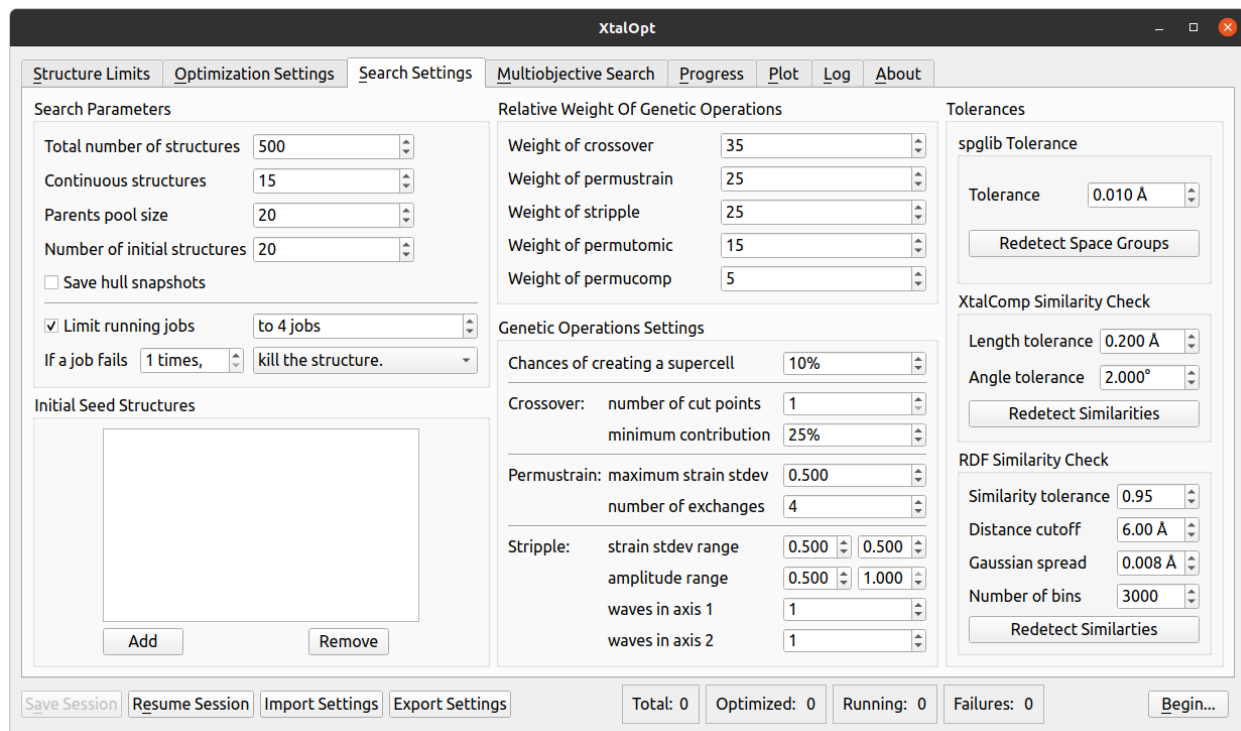 XtalOpt
Structure Limits Optimization Settings Search Settings Multiobjective Search Progress Plot Log About
Search Parameters
Total number of structures 500
Continuous structures 15
Parents pool size 20
Number of initial structures 20
Save hull snapshots
Limit running jobs to 4 jobs
If a job fails 1 times, kill the structure.
Initial Seed Structures
Add Remove
Relative Weight Of Genetic Operations
Weight of crossover 35
Weight of permustrain 25
Weight of stripple 25
Weight of permutomic 15
Weight of permucomp 5
Genetic Operations Settings
Chances of creating a supercell 10%
Crossover: number of cut points 1
minimum contribution 25%
Permustrain: maximum strain stdev 0.500
number of exchanges 4
Stripple: strain stdev range 0.500 0.500
amplitude range 0.500 1.000
waves in axis 1 1
waves in axis 2 1
Tolerances
spglib Tolerance
Tolerance 0.010 Å
Redetect Space Groups
XtalComp Similarity Check
Length tolerance 0.200 Å
Angle tolerance 2.000°
Redetect Similarities
RDF Similarity Check
Similarity tolerance 0.95
Distance cutoff 6.00 Å
Gaussian spread 0.008 Å
Number of bins 3000
Redetect Similarties
Save Session Resume Session Import Settings Export Settings Total: 0 Optimized: 0 Running: 0 Failures: 0 Begin...